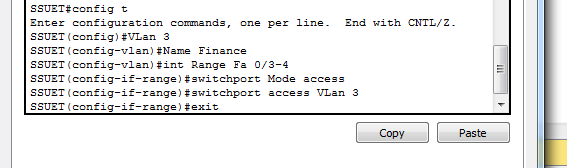 SSUET#config t
Enter configuration commands, one per line.  End with CNTL/Z.
SSUET(config)#VLan 3
SSUET(config-vlan)#Name Finance
SSUET(config-vlan)#int Range Fa 0/3-4
SSUET(config-if-range)#switchport Mode access
SSUET(config-if-range)#switchport access VLan 3
SSUET(config-if-range)#exit
Copy Paste